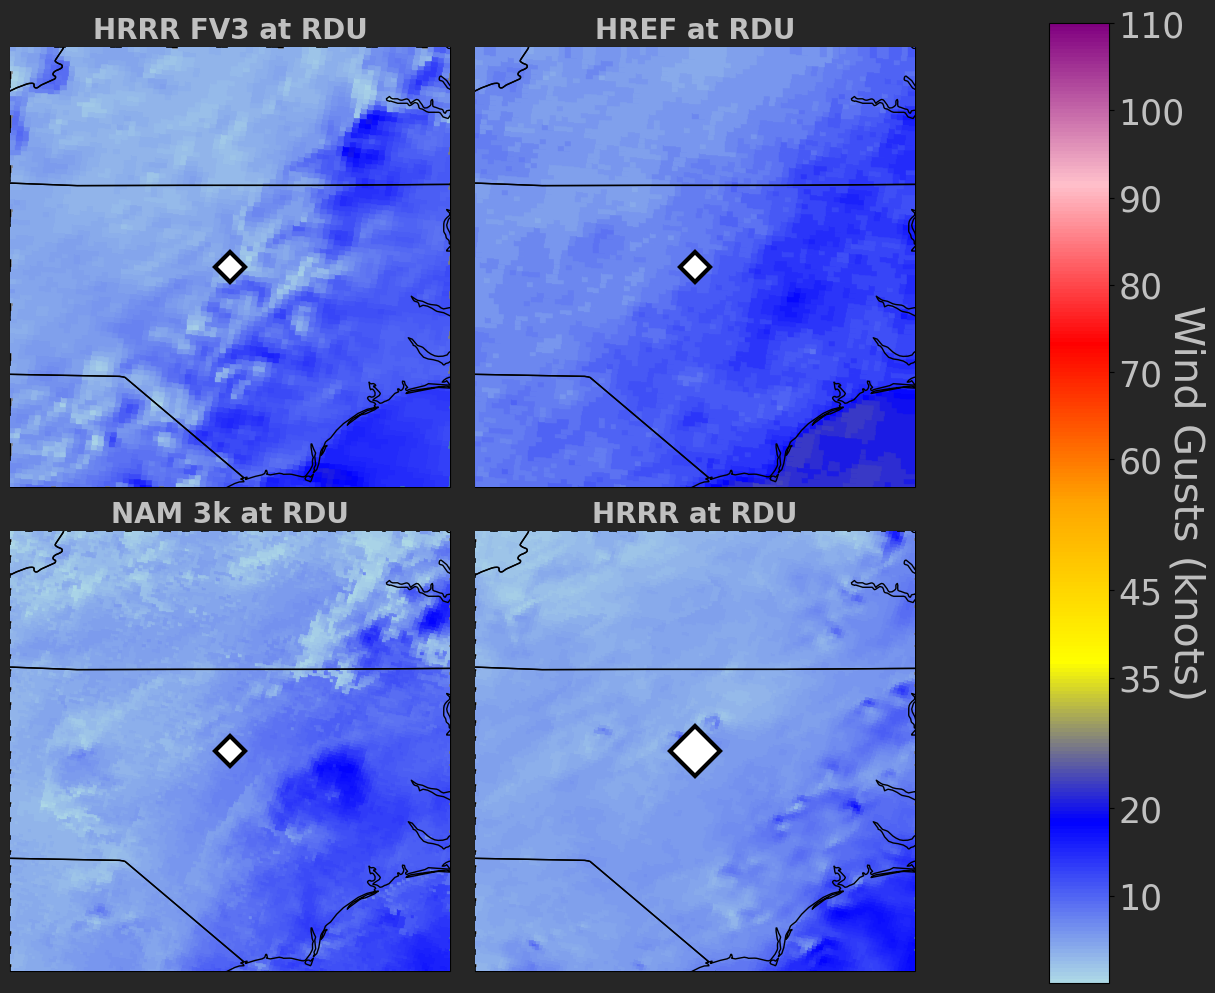 HRRR FV3 at RDU
HREF at RDU
NAM 3k at RDU
HRRR at RDU
110
100
90
80
70
60
45
35
20
10
Wind Gusts (knots)